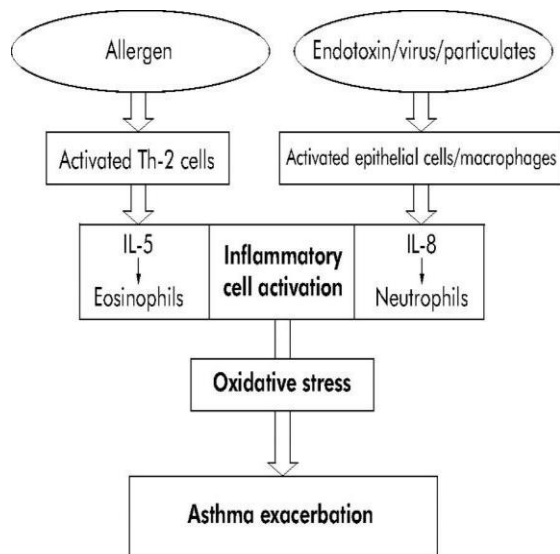 Allergen
Endotoxin/virus/particulates
Activated Th-2 cells
Activated epithelial cells/macrophages
IL-5
Eosinophils
Inflammatory
cell activation
IL-8
Neutrophils
Oxidative stress
Asthma exacerbation